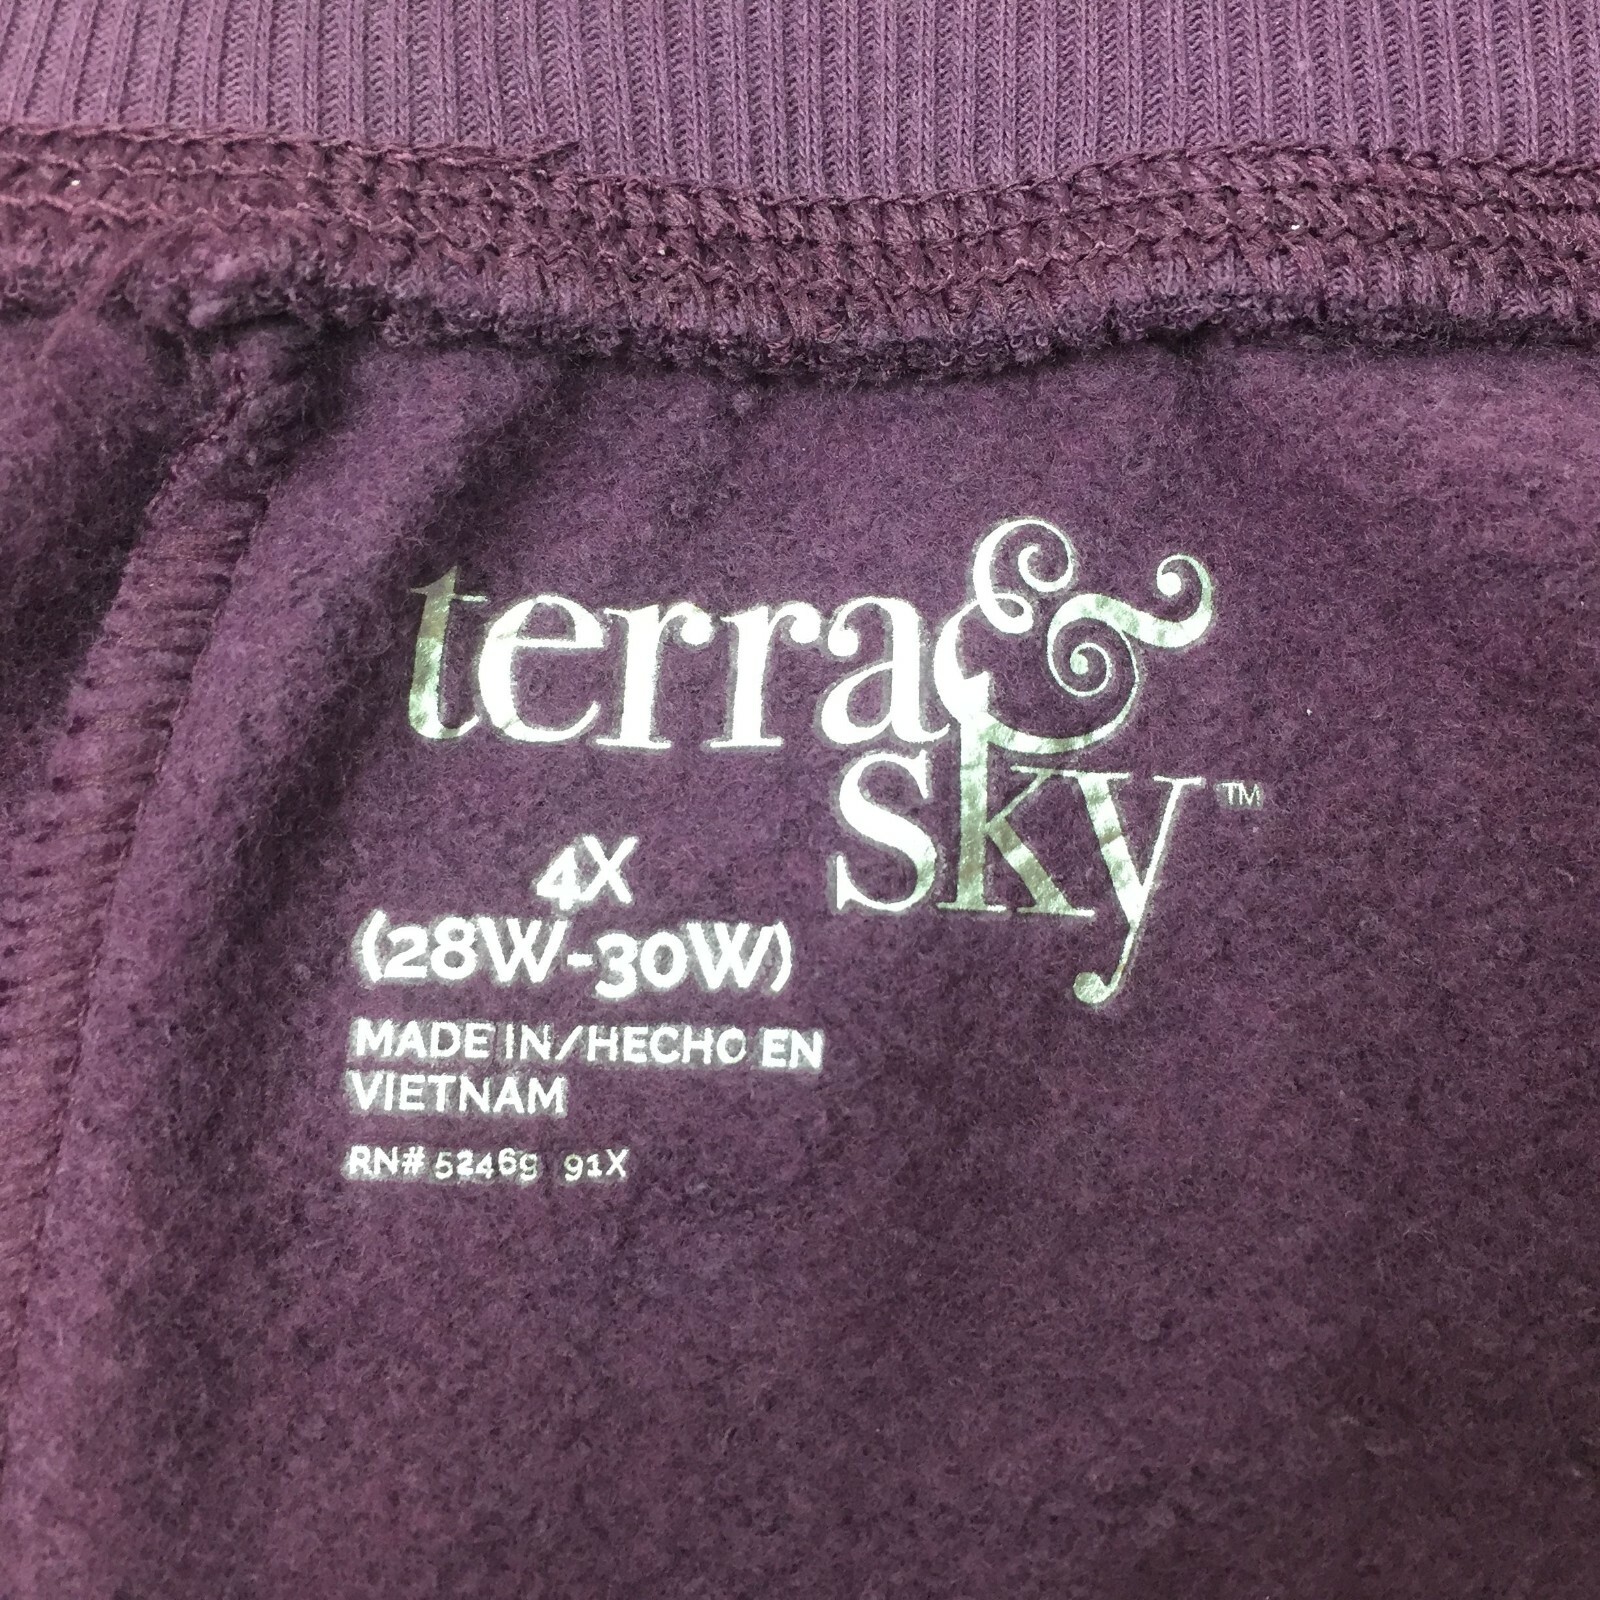 terra &
sky™
4X
(28W-30W)
MADE IN/HECHO EN
VIETNAM
RN# 52469 91X